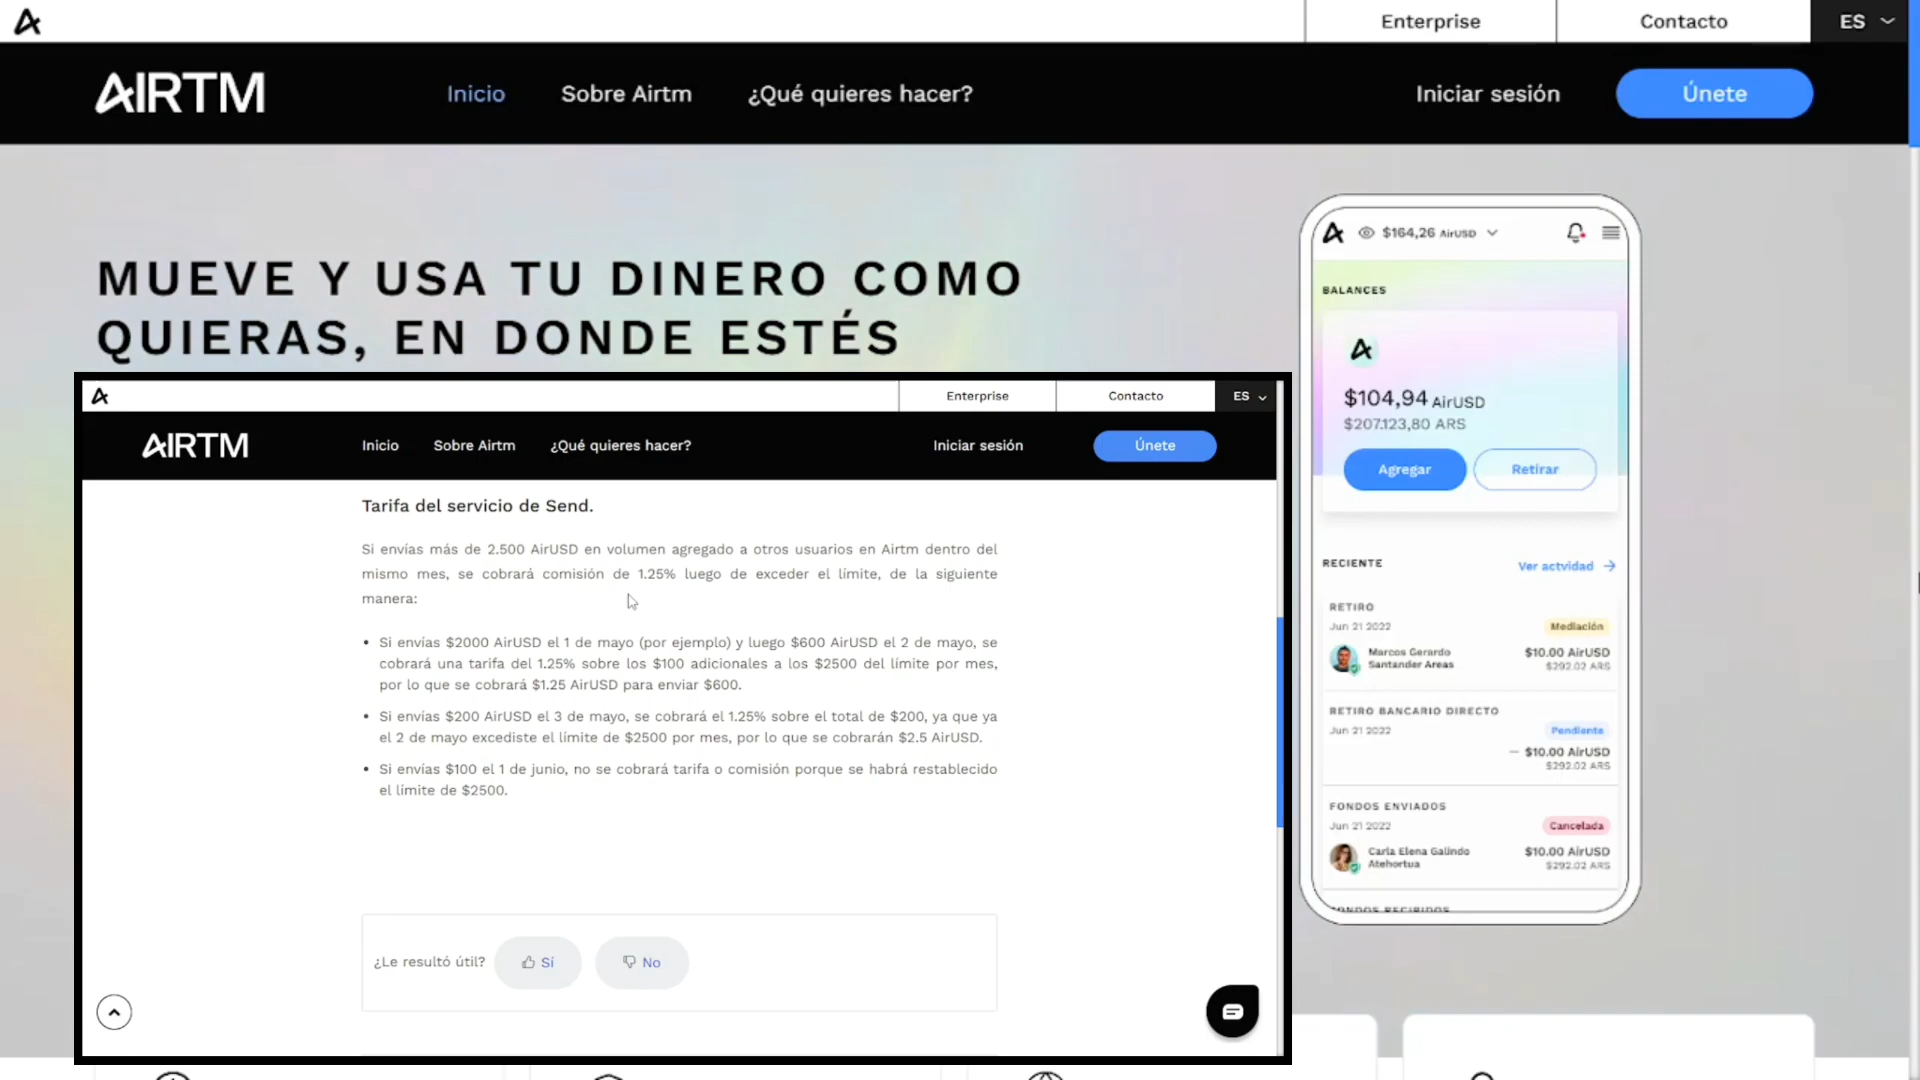 Enterprise
Contacto
ES
AIRTM
Inicio
Sobre Airtm
¿Qué quieres hacer?
Iniciar sesión
Únete
MUEVE Y USA TU DINERO COMO
QUIERAS, EN DONDE ESTÉS
Enterprise
Contacto
ES
AIRTM
Inicio
Sobre Airtm
¿Qué quieres hacer?
Iniciar sesión
Únete
Tarifa del servicio de Send.
Si envías más de 2.500 AirUSD en volumen agregado a otros usuarios en Airtm dentro del
mismo mes, se cobrará comisión de 1.25% luego de exceder el límite, de la siguiente
manera:
• Si envías $2000 AirUSD el 1 de mayo (por ejemplo) y luego $600 AirUSD el 2 de mayo, se
cobrará una tarifa del 1.25% sobre los $100 adicionales a los $2500 del límite por mes,
por lo que se cobrará $1.25 AirUSD para enviar $600.
• Si envías $200 AirUSD el 3 de mayo, se cobrará el 1.25% sobre el total de $200, ya que ya
el 2 de mayo excediste el límite de $2500 por mes, por lo que se cobrarán $2.5 AirUSD.
• Si envías $100 el 1 de junio, no se cobrará tarifa o comisión porque se habrá restablecido
el límite de $2500.
¿Le resultó útil?
Sí
No
$164,26 AirUSD
BALANCES
$104,94 AirUSD
$207.123,80 ARS
Agregar
Retirar
RECIENTE
Ver actvidad
RETIRO
Jun 21 2022
Mediación
Marcos Gerardo
Santander Areas
$10.00 AirUSD
$292.02 ARS
RETIRO BANCARIO DIRECTO
Jun 21 2022
Pendiente
— $10.00 AirUSD
$292.02 ARS
FONDOS ENVIADOS
Jun 21 2022
Cancelada
Carla Elena Galindo
Atehortua
$10.00 AirUSD
$292.02 ARS
FONDOS RECIBIDOS